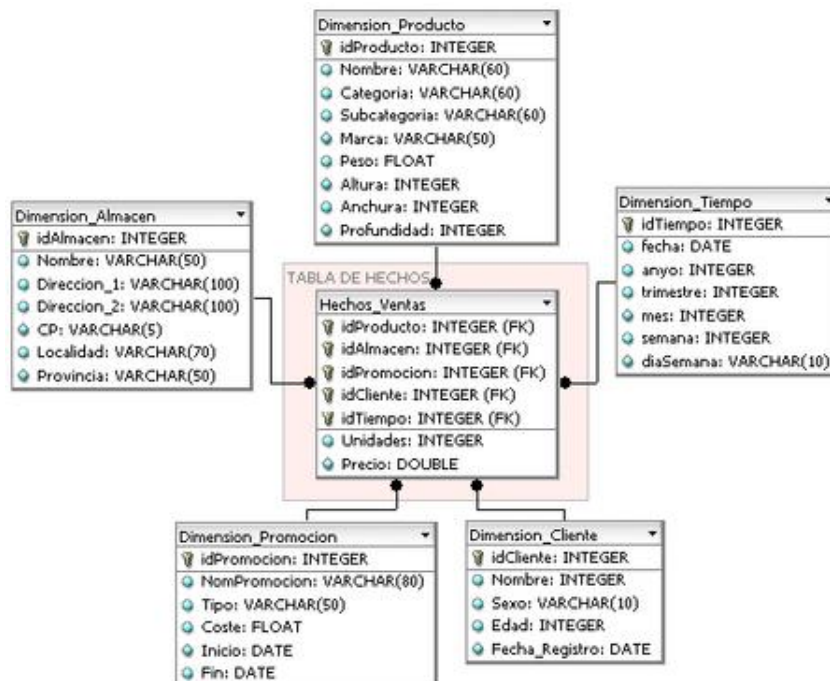 Dimension_Producto
idProducto: INTEGER
Nombre: VARCHAR(60)
Categoria: VARCHAR(60)
Subcategoria: VARCHAR(60)
Marca: VARCHAR(50)
Peso: FLOAT
Altura: INTEGER
Anchura: INTEGER
Profundidad: INTEGER
Dimension_Almacen
idAlmacen: INTEGER
Nombre: VARCHAR(50)
Direccion_1: VARCHAR(100)
Direccion_2: VARCHAR(100)
CP: VARCHAR(5)
Localidad: VARCHAR(70)
Provincia: VARCHAR(50)
Dimension_Tiempo
idTiempo: INTEGER
fecha: DATE
anyo: INTEGER
trimestre: INTEGER
mes: INTEGER
semana: INTEGER
diaSemana: VARCHAR(10)
TABLA DE HECHOS
Hechos_Ventas
idProducto: INTEGER (FK)
idAlmacen: INTEGER (FK)
idPromocion: INTEGER (FK)
idCliente: INTEGER (FK)
idTiempo: INTEGER (FK)
Unidades: INTEGER
Precio: DOUBLE
Dimension_Promocion
idPromocion: INTEGER
NomPromocion: VARCHAR(80)
Tipo: VARCHAR(50)
Coste: FLOAT
Inicio: DATE
Fin: DATE
Dimension_Cliente
idCliente: INTEGER
Nombre: INTEGER
Sexo: VARCHAR(10)
Edad: INTEGER
Fecha_Registro: DATE